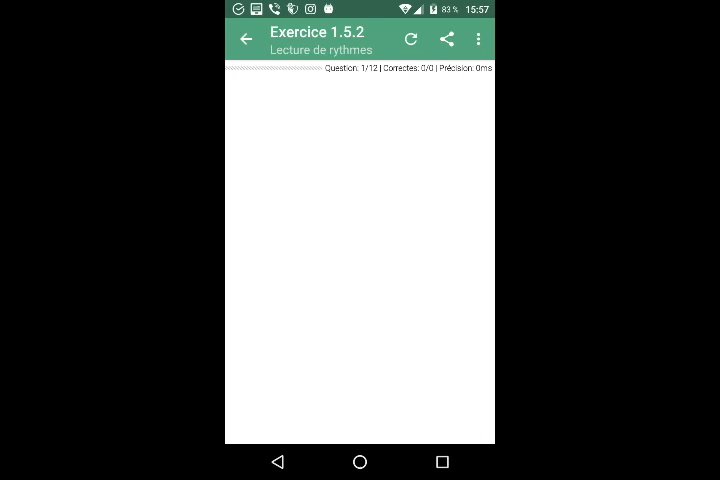 83 % 15:57
Exercice 1.5.2
Lecture de rythmes
Question: 1/12 | Correctes: 0/0 | Précision: 0ms